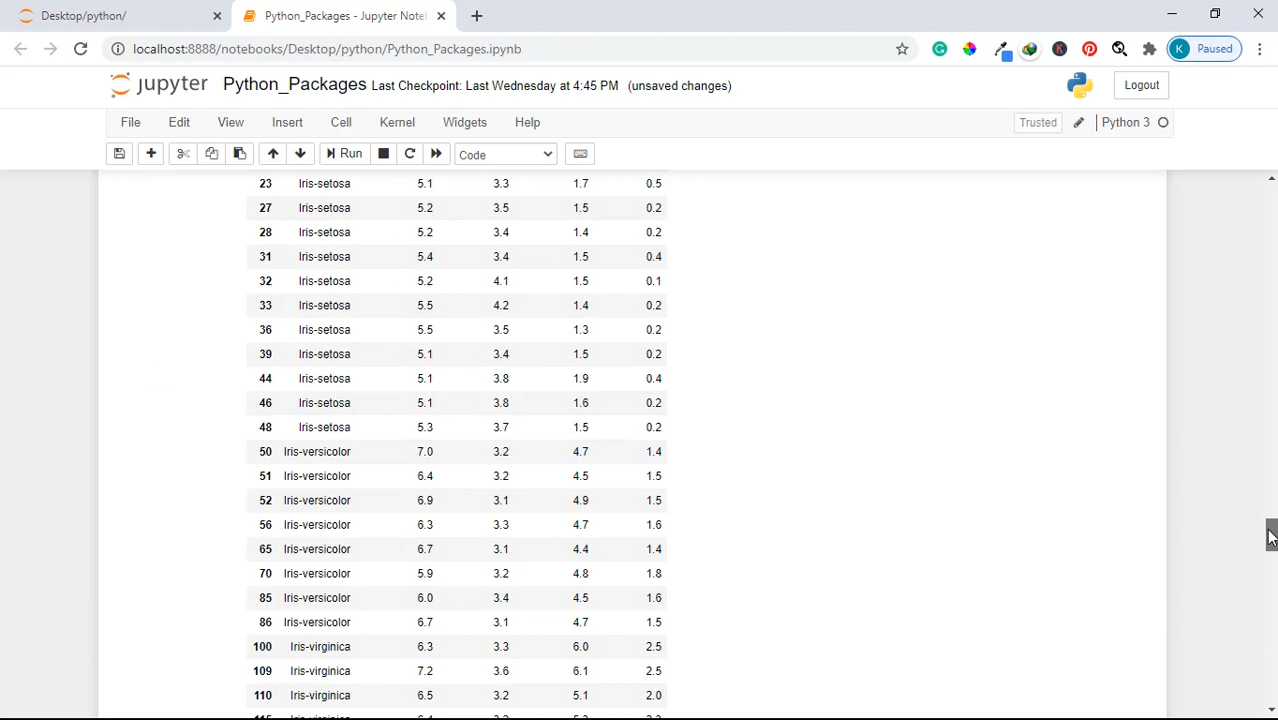 Desktop/python/
Python_Packages - Jupyter Note
localhost:8888/notebooks/Desktop/python/Python_Packages.ipynb
K Paused
jupyter Python_Packages Last Checkpoint: Last Wednesday at 4:45 PM (unsaved changes)
Logout
File Edit View Insert Cell Kernel Widgets Help
Trusted
Python 3
Run
Code
23 Iris-setosa 5.1 3.3 1.7 0.5
27 Iris-setosa 5.2 3.5 1.5 0.2
28 Iris-setosa 5.2 3.4 1.4 0.2
31 Iris-setosa 5.4 3.4 1.5 0.4
32 Iris-setosa 5.2 4.1 1.5 0.1
33 Iris-setosa 5.5 4.2 1.4 0.2
36 Iris-setosa 5.5 3.5 1.3 0.2
39 Iris-setosa 5.1 3.4 1.5 0.2
44 Iris-setosa 5.1 3.8 1.9 0.4
46 Iris-setosa 5.1 3.8 1.6 0.2
48 Iris-setosa 5.3 3.7 1.5 0.2
50 Iris-versicolor 7.0 3.2 4.7 1.4
51 Iris-versicolor 6.4 3.2 4.5 1.5
52 Iris-versicolor 6.9 3.1 4.9 1.5
56 Iris-versicolor 6.3 3.3 4.7 1.6
65 Iris-versicolor 6.7 3.1 4.4 1.4
70 Iris-versicolor 5.9 3.2 4.8 1.8
85 Iris-versicolor 6.0 3.4 4.5 1.6
86 Iris-versicolor 6.7 3.1 4.7 1.5
100 Iris-virginica 6.3 3.3 6.0 2.5
109 Iris-virginica 7.2 3.6 6.1 2.5
110 Iris-virginica 6.5 3.2 5.1 2.0